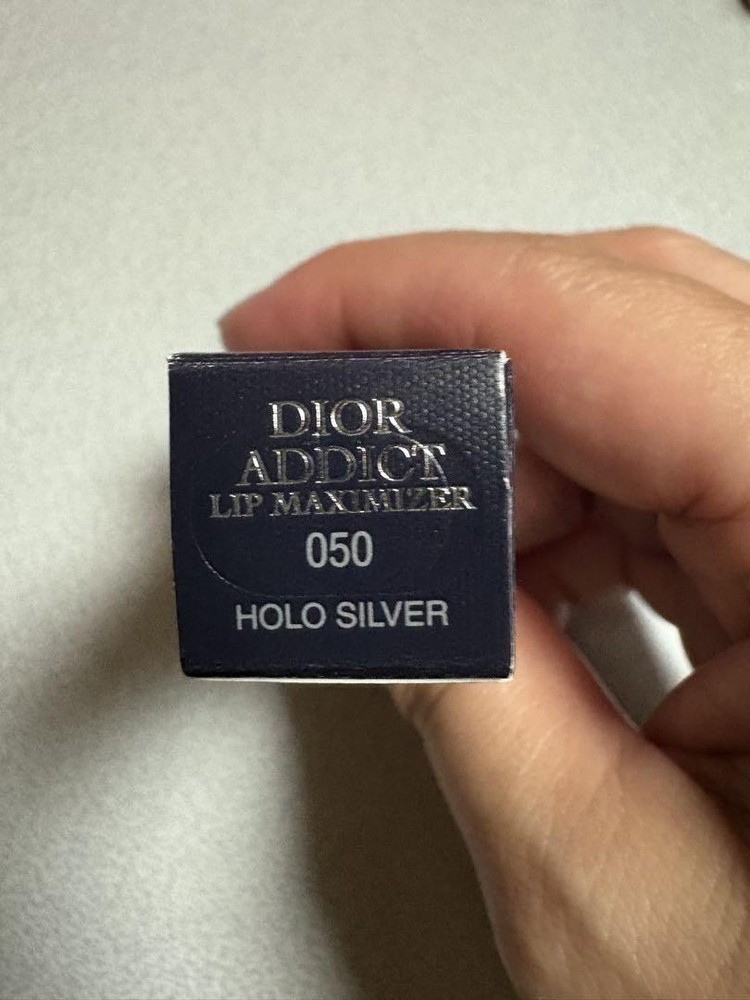 DIOR
ADDICT
LIP MAXIMIZER
050
HOLO SILVER